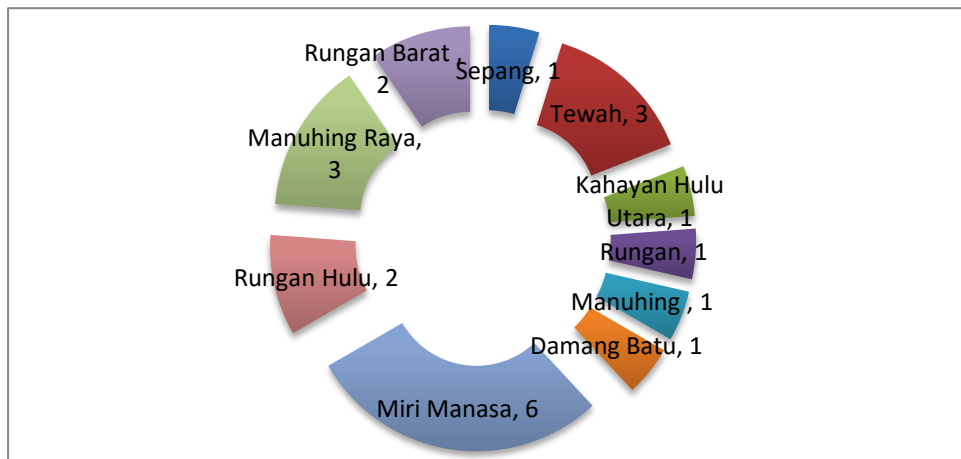 Sepang, 1
Tewah, 3
Kahayan Hulu
Utara, 1
Rungan, 1
Manuhing , 1
Damang Batu, 1
Miri Manasa, 6
Rungan Hulu, 2
Manuhing Raya,
3
Rungan Barat ,
2